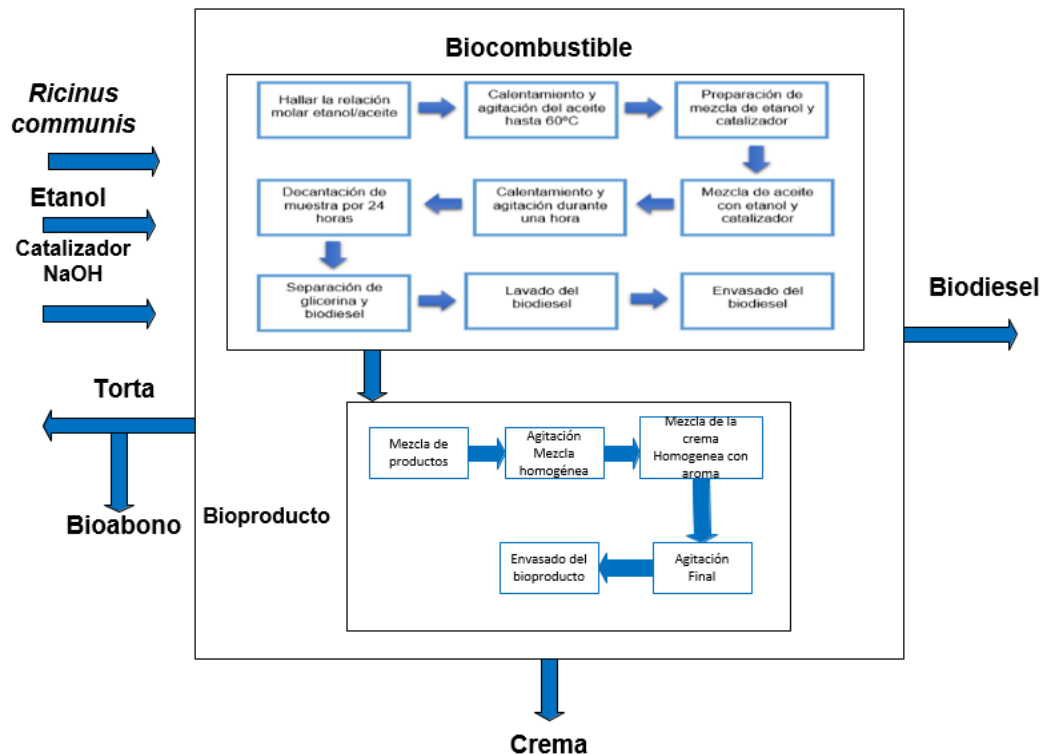 Biocombustible
Ricinus
communis
Etanol
Catalizador
NaOH
Hallar la relación
molar etanol/aceite
Calentamiento y
agitación del aceite
hasta 60ºC
Preparación de
mezcla de etanol y
catalizador
Decantación de
muestra por 24
horas
Calentamiento y
agitación durante
una hora
Mezcla de aceite
con etanol y
catalizador
Separación de
glicerina y
biodiesel
Lavado del
biodiesel
Envasado del
biodiesel
Biodiesel
Torta
Bioabono
Bioproducto
Mezcla de
productos
Agitación
Mezcla
homogénea
Mezcla de la
crema
Homogenea con
aroma
Envasado del
bioproducto
Agitación
Final
Crema